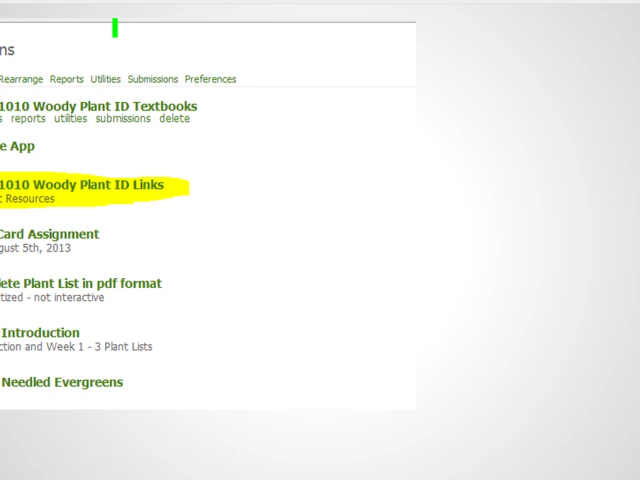 ns
Rearrange Reports Utilities Submissions Preferences
1010 Woody Plant ID Textbooks
s reports utilities submissions delete
e App
1010 Woody Plant ID Links
c Resources
Card Assignment
gust 5th, 2013
lete Plant List in pdf format
tized - not interactive
Introduction
ction and Week 1 - 3 Plant Lists
Needled Evergreens